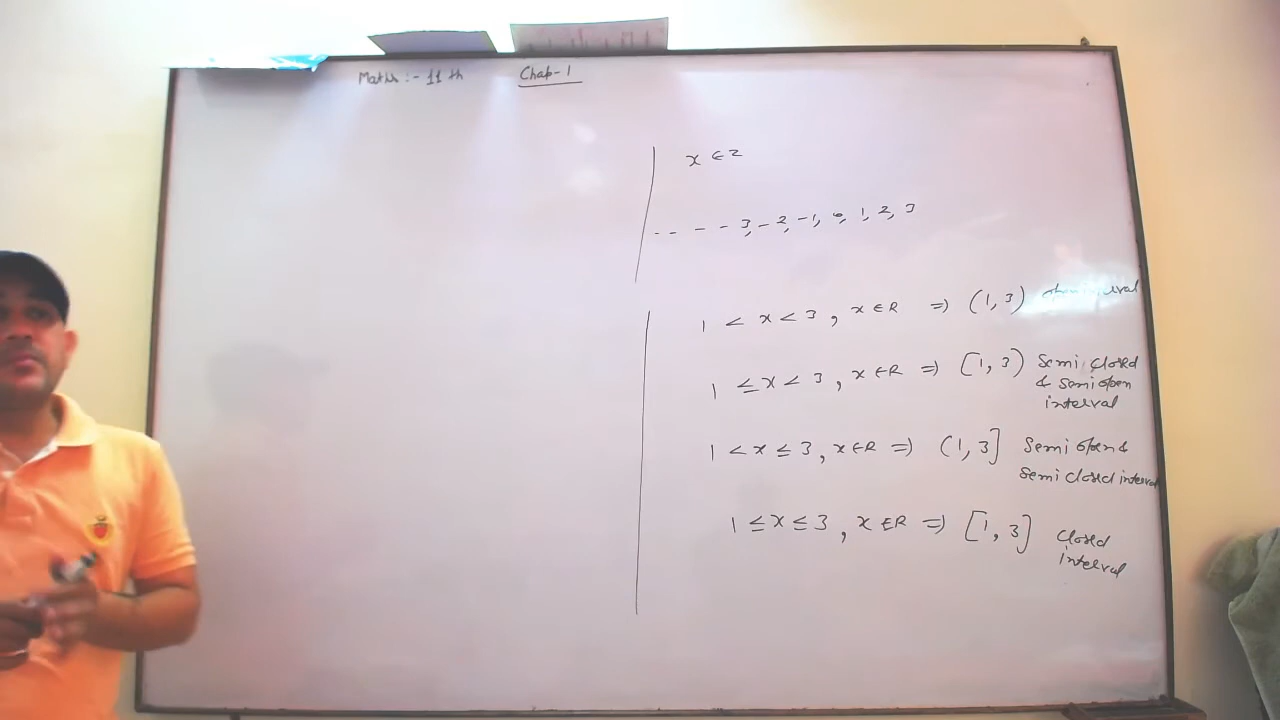 Maths :- 11 th Chap-1
x ∈ Z
-- - - 3, -2, -1, 0, 1, 2, 3
1 < x < 3 , x ∈ R => (1, 3)
1 ≤ x < 3 , x ∈ R => [1, 3) Semi closed
& semi open
interval
1 < x ≤ 3 , x ∈ R => (1, 3] Semi open &
Semi closed interval
1 ≤ x ≤ 3 , x ∈ R => [1, 3] closed
interval